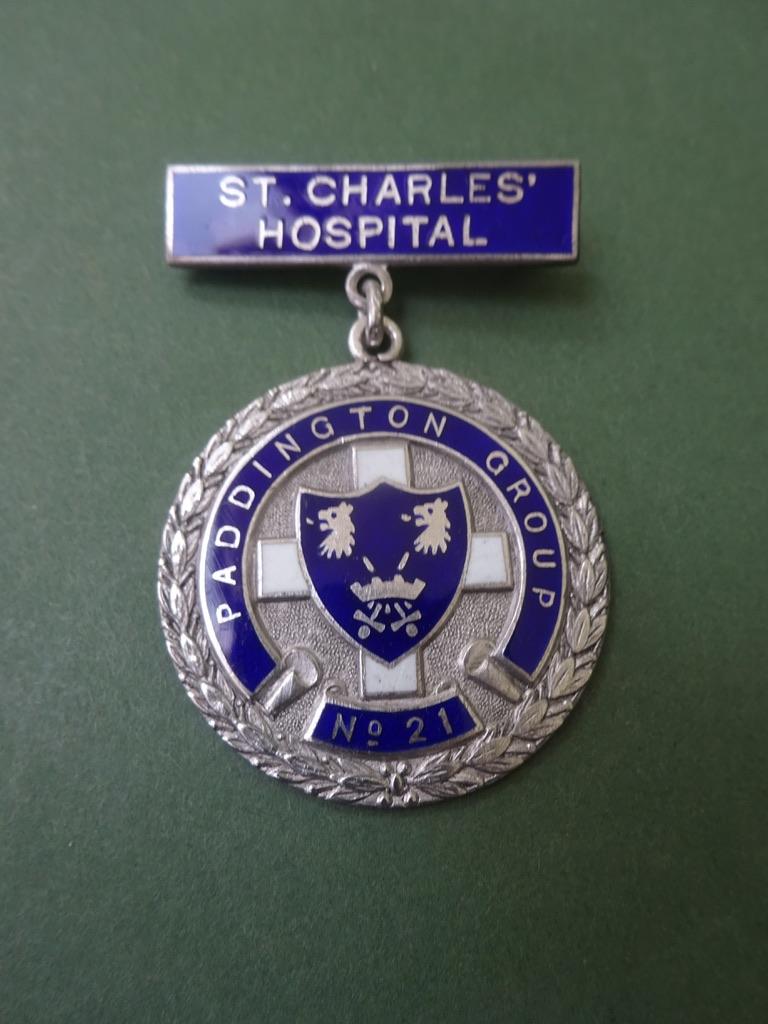 ST. CHARLES'
HOSPITAL
PADDINGTON GROUP
Nº 21